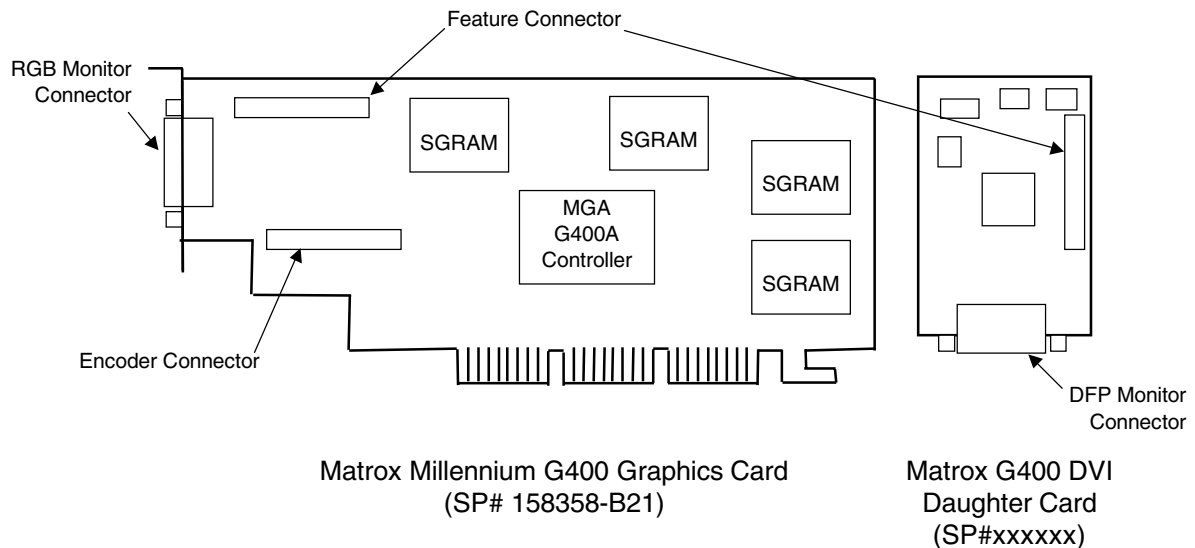 Feature Connector
RGB Monitor
Connector
SGRAM
SGRAM
SGRAM
MGA
G400A
Controller
SGRAM
Encoder Connector
DFP Monitor
Connector
Matrox Millennium G400 Graphics Card
(SP# 158358-B21)
Matrox G400 DVI
Daughter Card
(SP#xxxxxx)